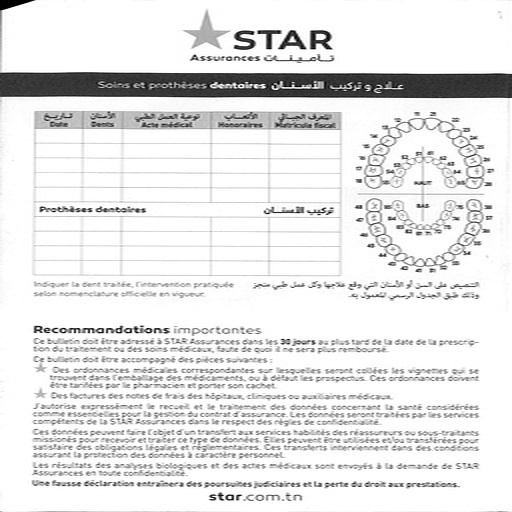 STAR
Assurances تـأميـنـات
Soins et prothèses dentaires علاج و تركيب الأسـنـان
تـاريـخ الأسنان نوعية العمل الطبي الأتعـــاب المعرف الجبـائي
Date Dents Acte médical Honoraires Matricule fiscal
Prothèses dentaires تركيب الأســنــان
HAUT
BAS
Indiquer la dent traitée, l'intervention pratiquée
selon nomenclature officielle en vigueur.
التنصيص على السن أو الأسنان التي وقع علاجها وكل عمل طبي منجز
وذلك طبق الجدول الرسمي المعمول به.
Recommandations importantes
Ce bulletin doit être adressé à STAR Assurances dans les 30 jours au plus tard de la date de la prescrip-
tion du traitement ou des soins médicaux, faute de quoi il ne sera plus remboursé.
Ce bulletin doit être accompagné des pièces suivantes :
Des ordonnances médicales correspondantes sur lesquelles seront collées les vignettes qui se
trouvent dans l'emballage des médicaments, ou à défaut les prospectus. Ces ordonnances doivent
être tarifées par le pharmacien et porter son cachet.
Des factures des notes de frais des hôpitaux, cliniques ou auxiliaires médicaux.
J'autorise expressément le recueil et le traitement des données concernant la santé considérées
comme essentielles pour la gestion du contrat d'assurance. Les données seront traitées par les services
compétents de la STAR Assurances dans le respect des règles de confidentialité.
Ces données peuvent faire l'objet d'un transfert aux services habilités des réassureurs ou sous-traitants
missionés pour recevoir et traiter ce type de données. Elles peuvent être utilisées et/ou transférées pour
satisfaire des obligations légales et réglementaires. Ces transferts interviennent dans des conditions
assurant la protection des données à caractère personnel.
Les résultats des analyses biologiques et des actes médicaux sont envoyés à la demande de STAR
Assurances en toute confidentialité.
Une fausse déclaration entraînera des poursuites judiciaires et la perte du droit aux prestations.
star.com.tn